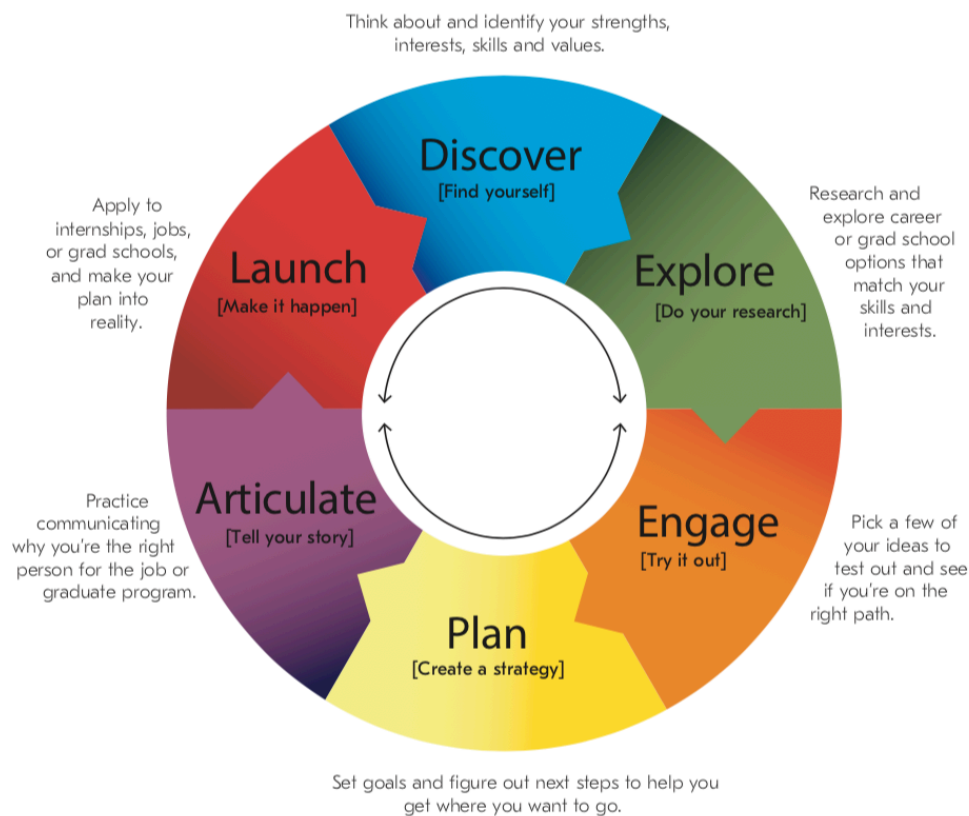 Think about and identify your strengths,
interests, skills and values.
Discover
[Find yourself]
Explore
[Do your research]
Research and
explore career
or grad school
options that
match your
skills and
interests.
Engage
[Try it out]
Pick a few of
your ideas to
test out and see
if you're on the
right path.
Plan
[Create a strategy]
Set goals and figure out next steps to help you
get where you want to go.
Articulate
[Tell your story]
Practice
communicating
why you're the right
person for the job or
graduate program.
Launch
[Make it happen]
Apply to
internships, jobs,
or grad schools,
and make your
plan into
reality.